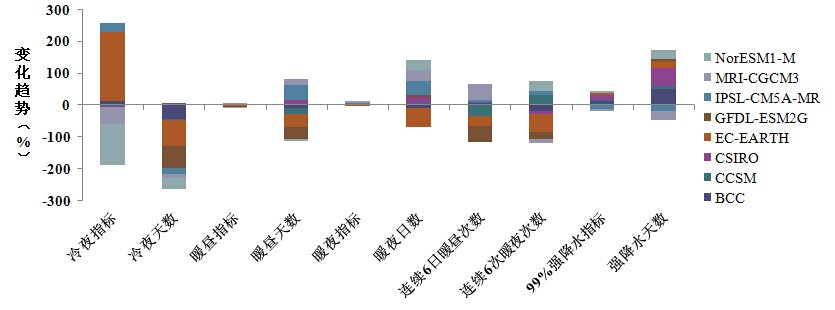 变化趋势（%）
300
200
100
0
-100
-200
-300
冷夜指标
冷夜天数
暖昼指标
暖昼天数
暖夜指标
暖夜日数
连续6日暖昼次数
连续6次暖夜次数
99%强降水指标
强降水天数
NorESM1-M
MRI-CGCM3
IPSL-CM5A-MR
GFDL-ESM2G
EC-EARTH
CSIRO
CCSM
BCC